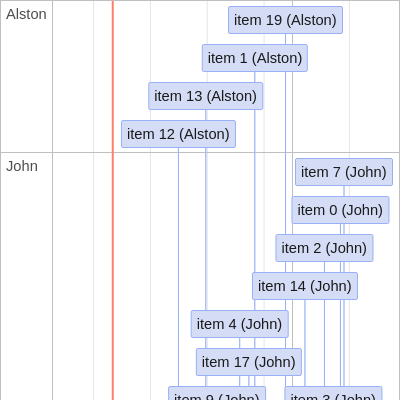 Alston
item 19 (Alston)
item 1 (Alston)
item 13 (Alston)
item 12 (Alston)
John
item 7 (John)
item 0 (John)
item 2 (John)
item 14 (John)
item 4 (John)
item 17 (John)
item 9 (John)
item 3 (John)